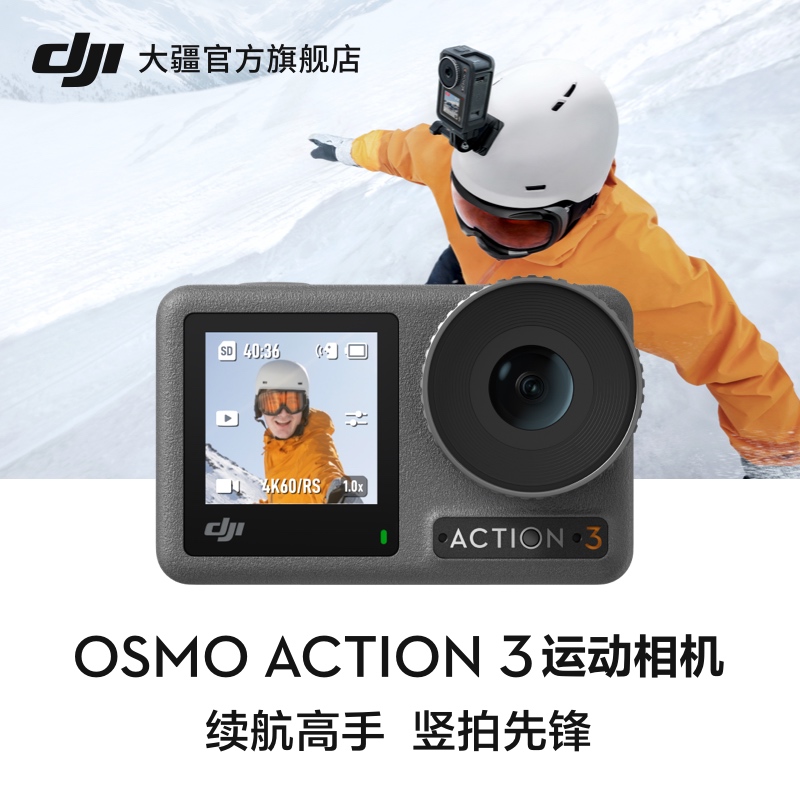 dji 大疆官方旗舰店
SD 40:36
4K60/RS 1.0x
dji
ACTION 3
OSMO ACTION 3运动相机
续航高手 竖拍先锋